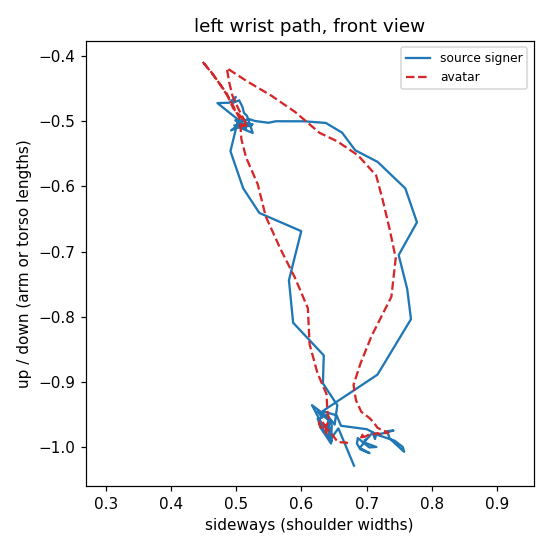 left wrist path, front view
source signer
avatar
up / down (arm or torso lengths)
−0.4
−0.5
−0.6
−0.7
−0.8
−0.9
−1.0
0.3 0.4 0.5 0.6 0.7 0.8 0.9
sideways (shoulder widths)